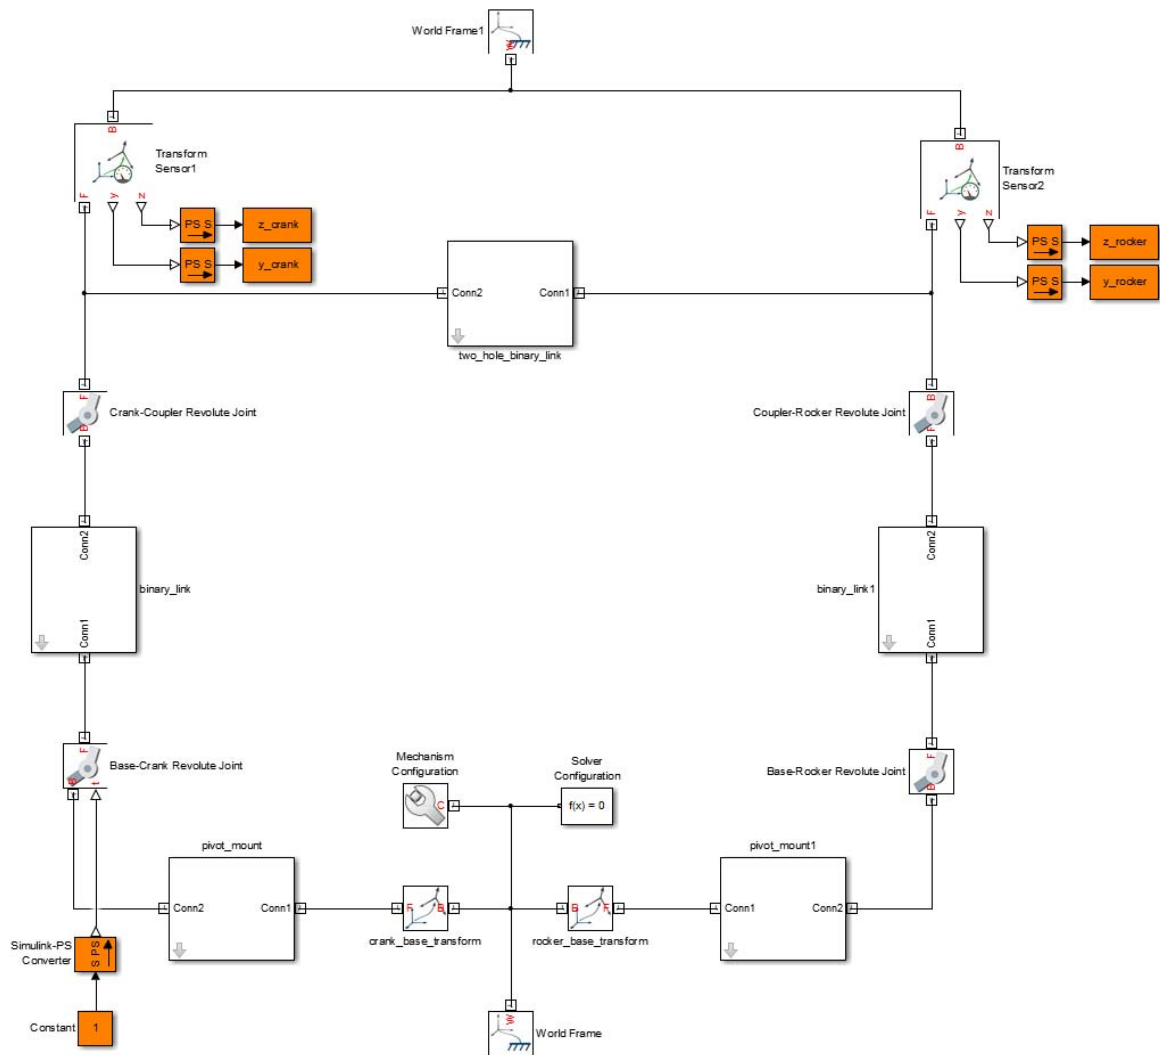 World Frame1
W
B
Transform
Sensor1
F
y
z
PS S
z_crank
PS S
y_crank
B
Transform
Sensor2
F
y
z
PS S
z_rocker
PS S
y_rocker
Conn2
Conn1
two_hole_binary_link
F
B
Crank-Coupler Revolute Joint
Coupler-Rocker Revolute Joint
B
F
Conn2
Conn1
binary_link
binary_link1
Conn2
Conn1
F
B
t
Base-Crank Revolute Joint
Mechanism
Configuration
C
Solver
Configuration
f(x) = 0
Base-Rocker Revolute Joint
F
B
pivot_mount
Conn2
Conn1
F
B
crank_base_transform
B
F
rocker_base_transform
pivot_mount1
Conn1
Conn2
Simulink-PS
Converter
S PS
Constant
1
W
World Frame